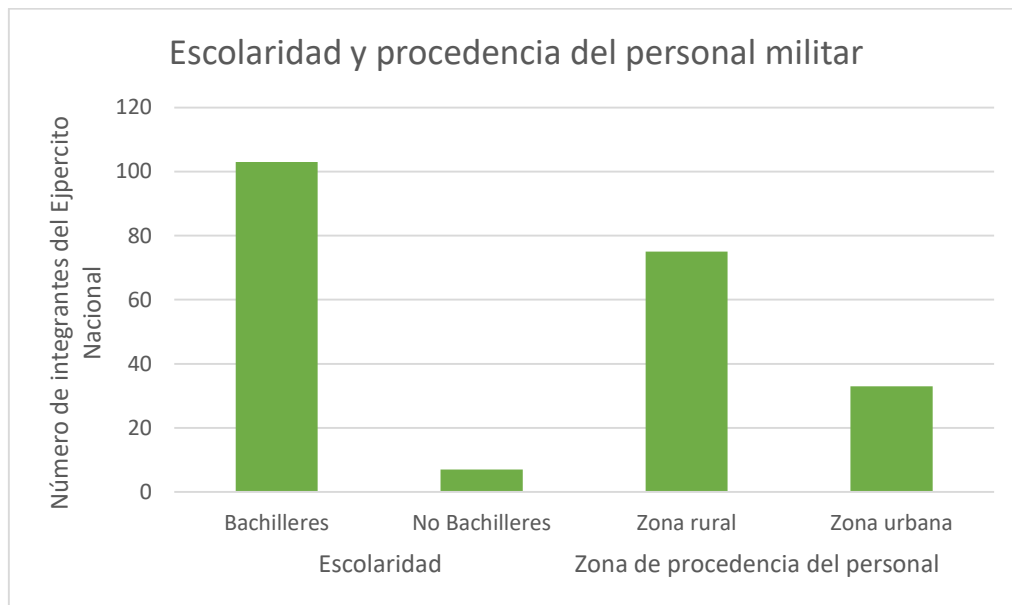 Escolaridad y procedencia del personal militar
Número de integrantes del Ejpercito
Nacional
120
100
80
60
40
20
0
Bachilleres
No Bachilleres
Zona rural
Zona urbana
Escolaridad
Zona de procedencia del personal